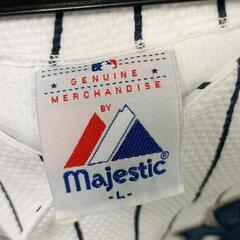 GENUINE
MERCHANDISE
BY
Majestic
-L-